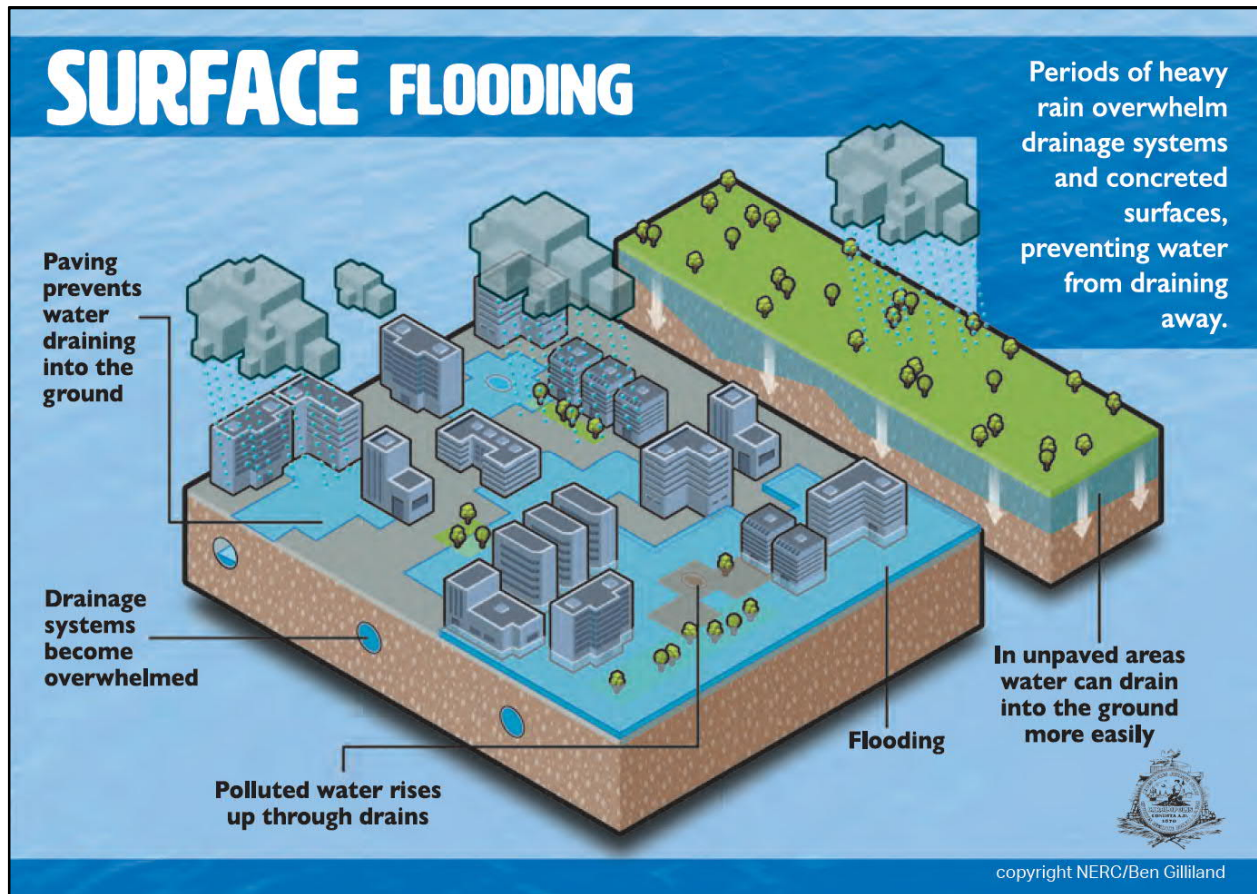 SURFACE FLOODING
Periods of heavy
rain overwhelm
drainage systems
and concreted
surfaces,
preventing water
from draining
away.
Paving
prevents
water
draining
into the
ground
Drainage
systems
become
overwhelmed
Polluted water rises
up through drains
Flooding
In unpaved areas
water can drain
into the ground
more easily
copyright NERC/Ben Gilliland